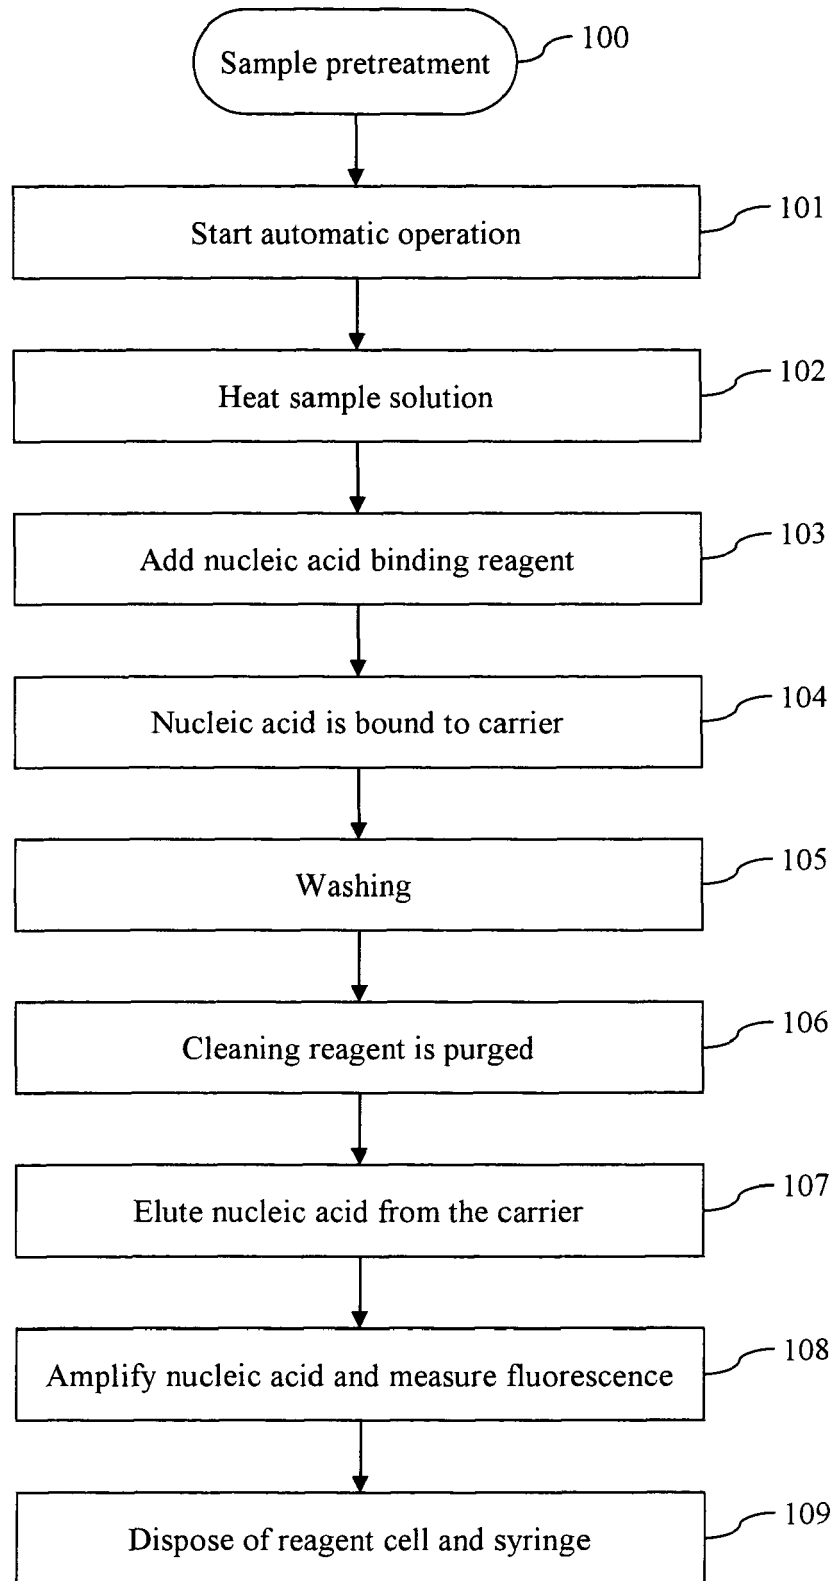 Sample pretreatment
100
Start automatic operation
101
Heat sample solution
102
Add nucleic acid binding reagent
103
Nucleic acid is bound to carrier
104
Washing
105
Cleaning reagent is purged
106
Elute nucleic acid from the carrier
107
Amplify nucleic acid and measure fluorescence
108
Dispose of reagent cell and syringe
109